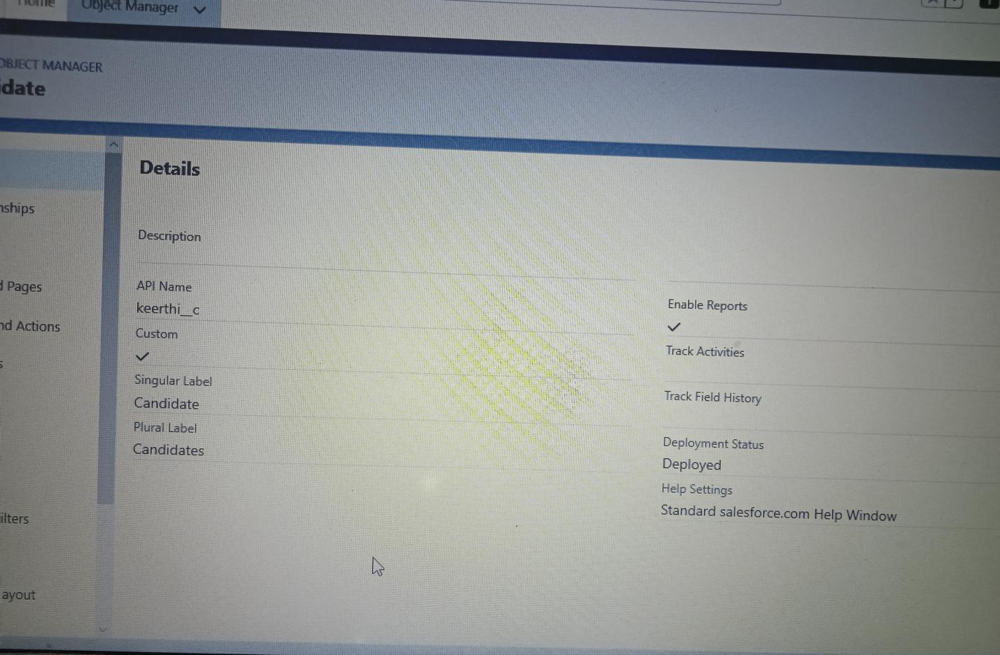 Home
Object Manager
OBJECT MANAGER
idate
Details
nships
Description
d Pages
API Name
keerthi__c
Enable Reports
nd Actions
Custom
Track Activities
s
Singular Label
Candidate
Track Field History
Plural Label
Candidates
Deployment Status
Deployed
Help Settings
Standard salesforce.com Help Window
ilters
ayout